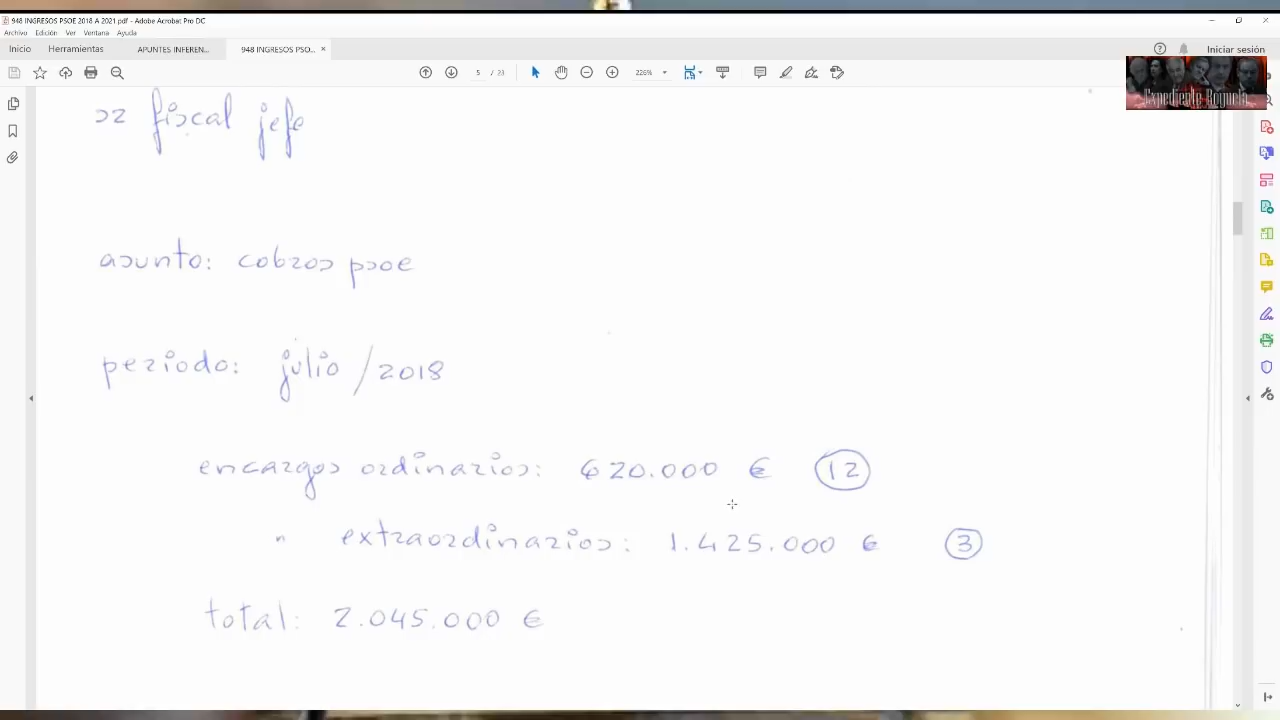 948 INGRESOS PSOE 2018 A 2021.pdf - Adobe Acrobat Pro DC
Archivo Edición Ver Ventana Ayuda
Inicio Herramientas APUNTES INFEREN... 948 INGRESOS PSO... ×
Iniciar sesión
5 / 23 226%
Expediente Royuela
sr fiscal jefe
asunto: cobros psoe
periodo: julio / 2018
encargos ordinarios: 620.000 € 12
" extraordinarios: 1.425.000 € 3
total: 2.045.000 €